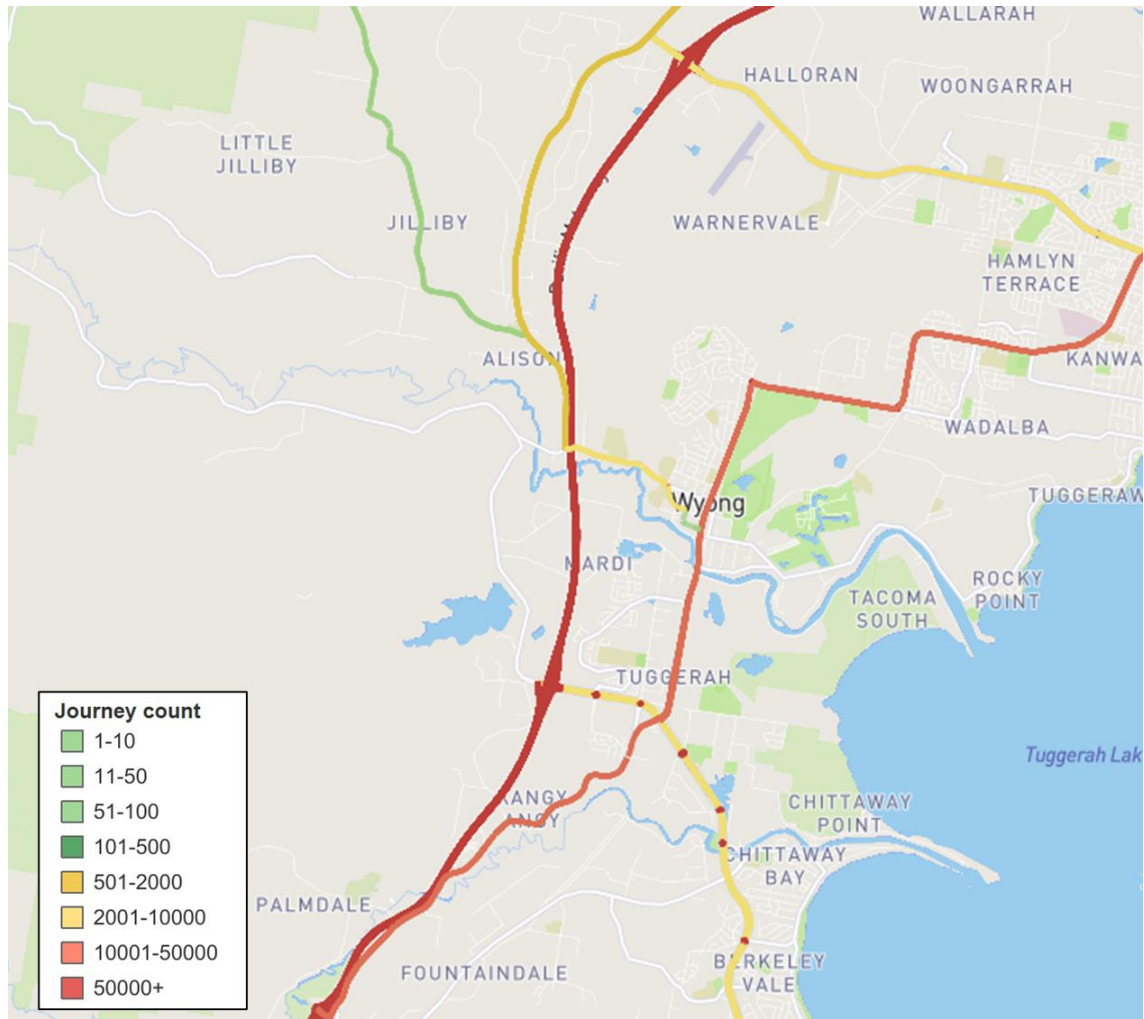 WALLARAH
HALLORAN
WOONGARRAH
LITTLE
JILLIBY
JILLIBY
WARNERVALE
HAMLYN
TERRACE
ALISON
KANWA
WADALBA
TUGGERAW
Wyong
MARDI
ROCKY
POINT
TACOMA
SOUTH
TUGGERAH
Tuggerah Lak
CHITTAWAY
POINT
CHITTAWAY
BAY
PALMDALE
FOUNTAINDALE
BERKELEY
VALE
Journey count
1-10
11-50
51-100
101-500
501-2000
2001-10000
10001-50000
50000+